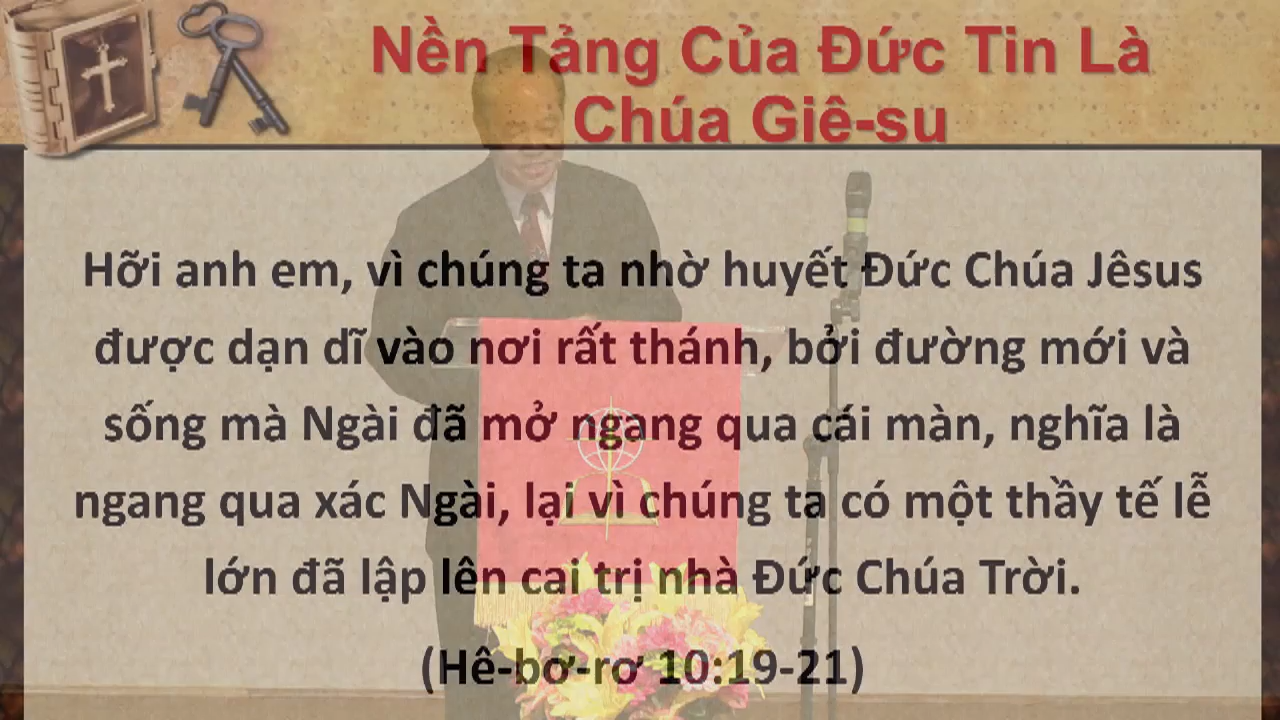 Nền Tảng Của Đức Tin Là
Chúa Giê-su
Hỡi anh em, vì chúng ta nhờ huyết Đức Chúa Jêsus
được dạn dĩ vào nơi rất thánh, bởi đường mới và
sống mà Ngài đã mở ngang qua cái màn, nghĩa là
ngang qua xác Ngài, lại vì chúng ta có một thầy tế lễ
lớn đã lập lên cai trị nhà Đức Chúa Trời.
(Hê-bơ-rơ 10:19-21)